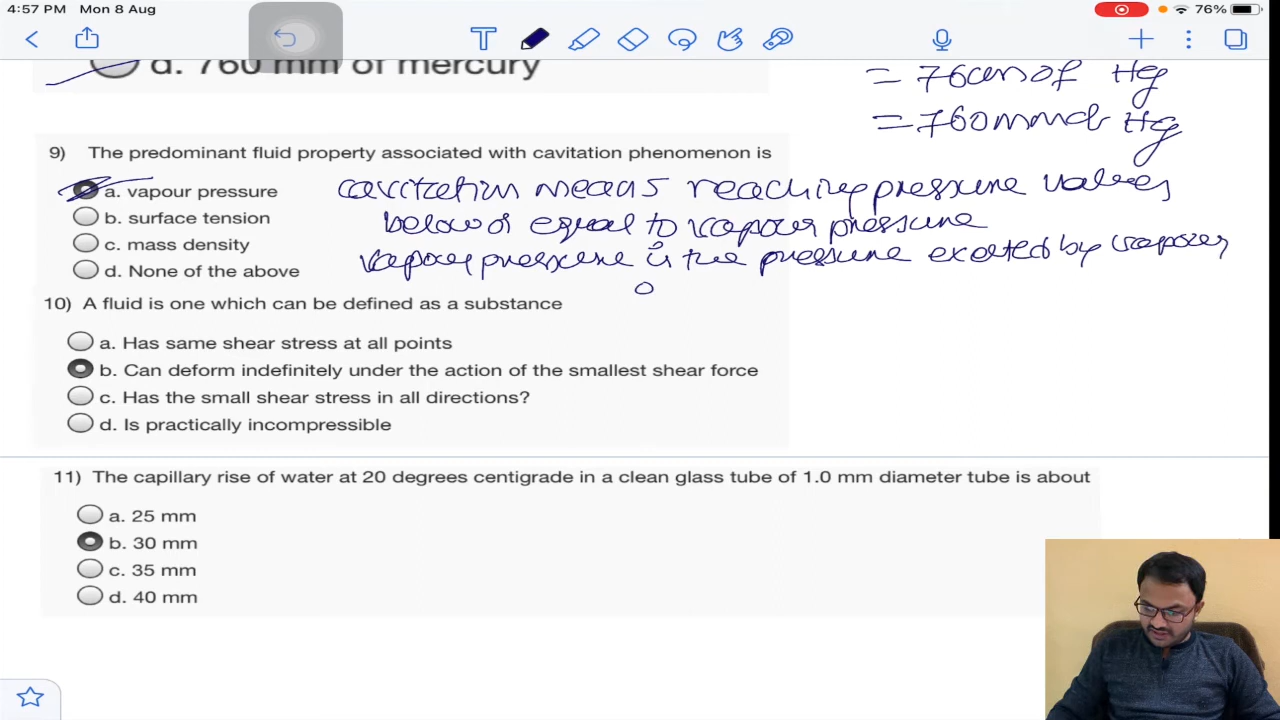 4:57 PM Mon 8 Aug 76%
d. 760 mm of mercury
= 76cm of Hg
= 760mm of Hg
9) The predominant fluid property associated with cavitation phenomenon is
a. vapour pressure
cavitation means reaching pressure values
b. surface tension
below or equal to vapour pressure
c. mass density
vapour pressure is the pressure exerted by vapour
d. None of the above
10) A fluid is one which can be defined as a substance
a. Has same shear stress at all points
b. Can deform indefinitely under the action of the smallest shear force
c. Has the small shear stress in all directions?
d. Is practically incompressible
11) The capillary rise of water at 20 degrees centigrade in a clean glass tube of 1.0 mm diameter tube is about
a. 25 mm
b. 30 mm
c. 35 mm
d. 40 mm